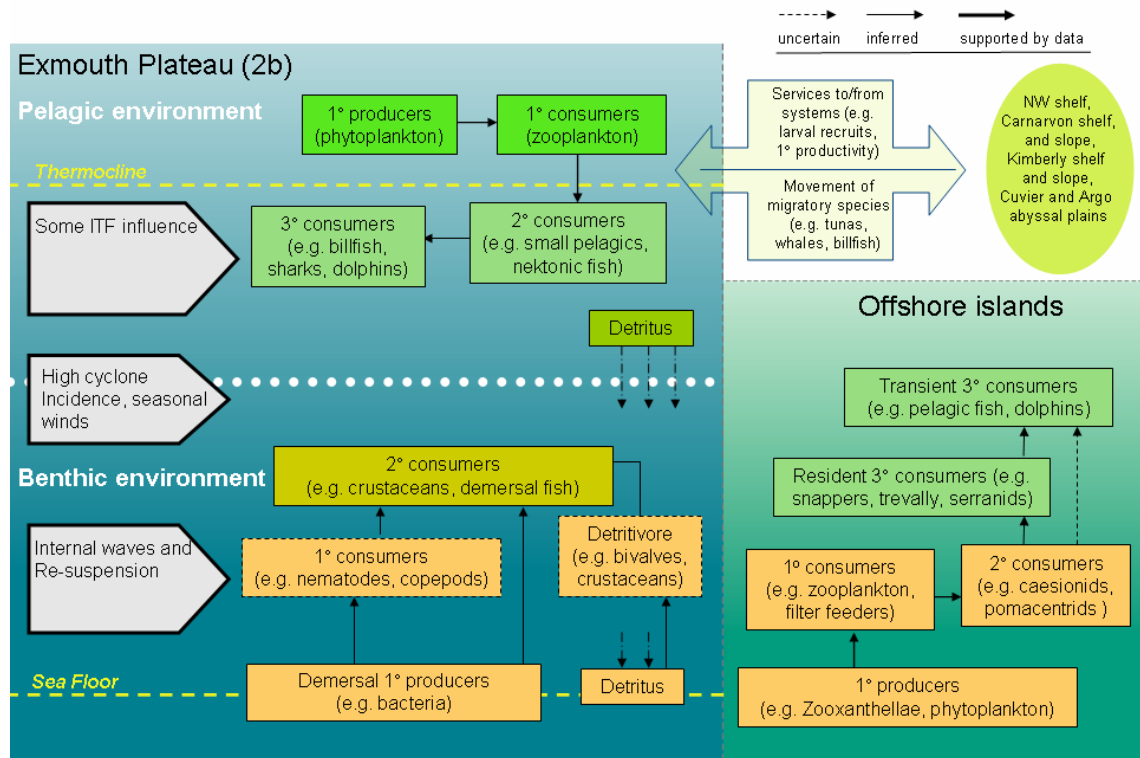 uncertain
inferred
supported by data
Exmouth Plateau (2b)
Pelagic environment
1° producers
(phytoplankton)
1° consumers
(zooplankton)
Services to/from
systems (e.g.
larval recruits,
1° productivity)
Movement of
migratory species
(e.g. tunas,
whales, billfish)
NW shelf,
Carnarvon shelf,
and slope,
Kimberly shelf
and slope,
Cuvier and Argo
abyssal plains
Thermocline
Some ITF influence
3° consumers
(e.g. billfish,
sharks, dolphins)
2° consumers
(e.g. small pelagics,
nektonic fish)
Detritus
High cyclone
Incidence, seasonal
winds
Benthic environment
2° consumers
(e.g. crustaceans, demersal fish)
Internal waves and
Re-suspension
1° consumers
(e.g. nematodes, copepods)
Detritivore
(e.g. bivalves,
crustaceans)
Sea Floor
Demersal 1° producers
(e.g. bacteria)
Detritus
Offshore islands
Transient 3° consumers
(e.g. pelagic fish, dolphins)
Resident 3° consumers (e.g.
snappers, trevally, serranids)
1º consumers
(e.g. zooplankton,
filter feeders)
2° consumers
(e.g. caesionids,
pomacentrids )
1° producers
(e.g. Zooxanthellae, phytoplankton)